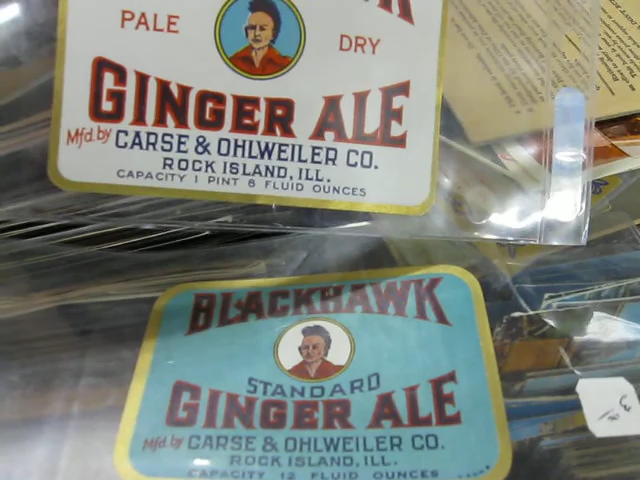 PALE
DRY
GINGER ALE
Mfd. by CARSE & OHLWEILER CO.
ROCK ISLAND, ILL.
CAPACITY 1 PINT 8 FLUID OUNCES
BLACKHAWK
STANDARD
GINGER ALE
Mfd. by CARSE & OHLWEILER CO.
ROCK ISLAND, ILL.
CAPACITY 12 FLUID OUNCES